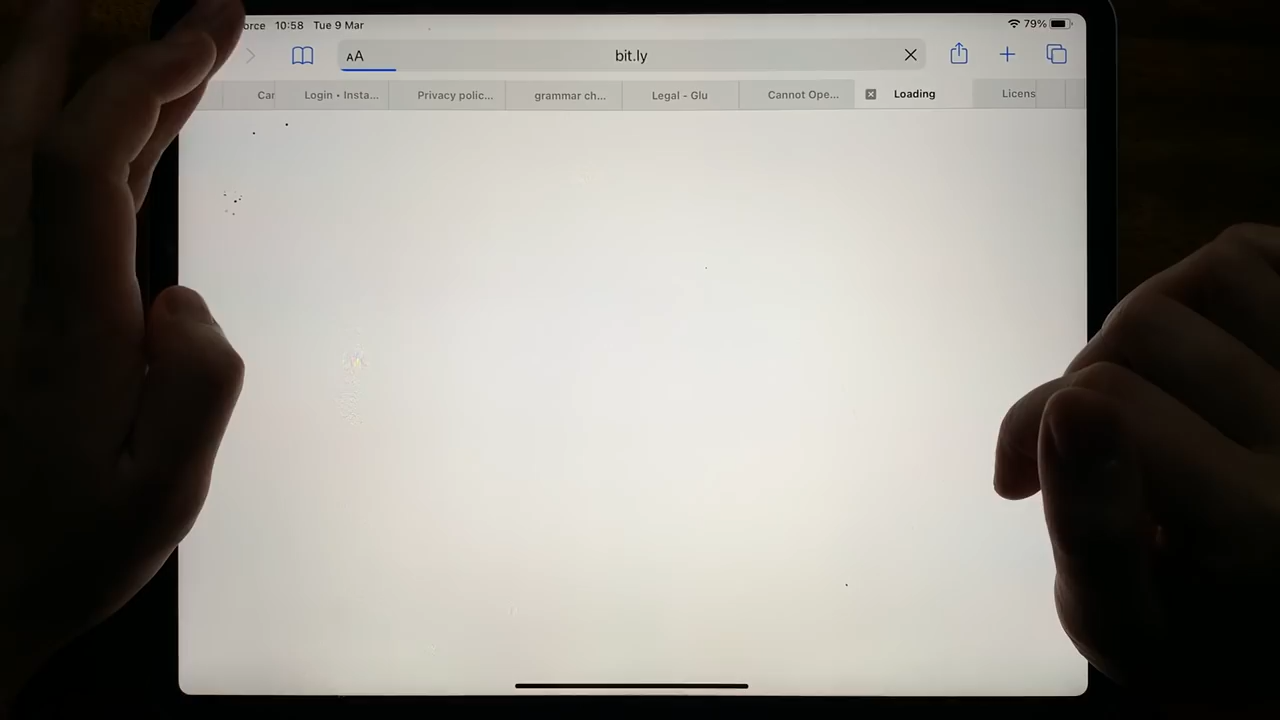 orce 10:58 Tue 9 Mar 79%
AA bit.ly
Car Login • Insta... Privacy polic... grammar ch... Legal - Glu Cannot Ope... Loading Licens